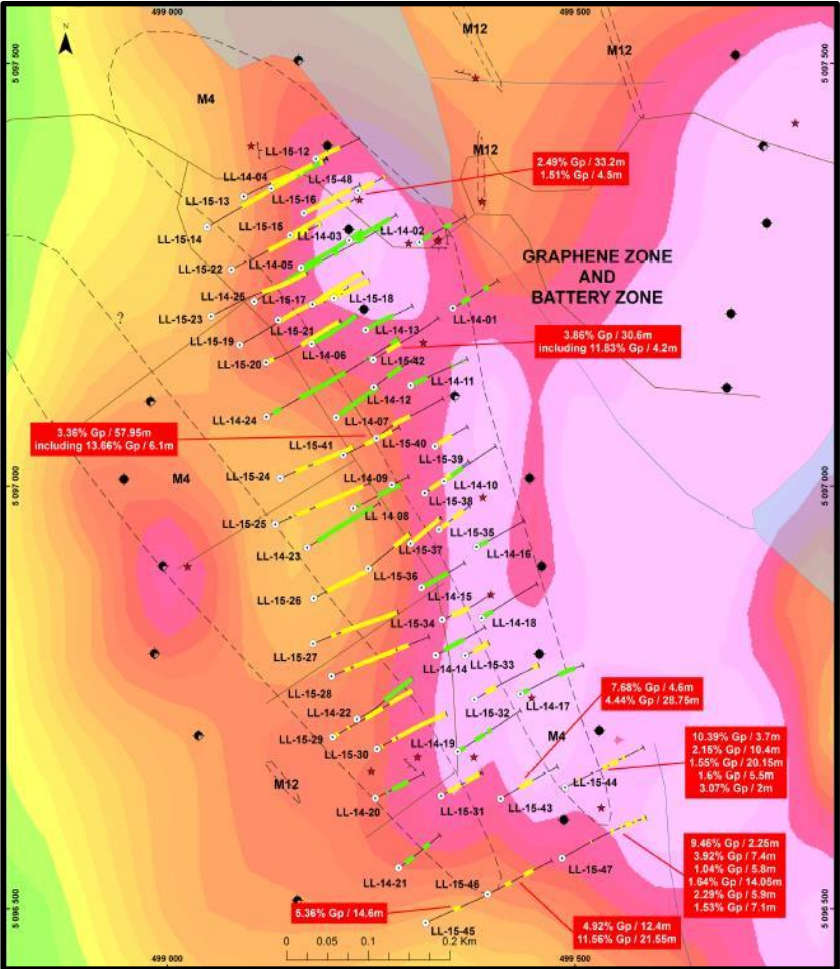 499 000
499 500
5 097 500
5 097 500
N
M12
M12
M4
M12
LL-15-12
2.49% Gp / 33.2m
1.51% Gp / 4.5m
LL-14-04
LL-15-48
LL-15-13
LL-15-16
LL-15-14
LL-15-15
LL-14-03
LL-14-02
LL-15-22
LL-14-05
GRAPHENE ZONE
AND
BATTERY ZONE
LL-14-25
LL-15-17
LL-15-18
LL-15-23
LL-15-21
LL-14-13
LL-14-01
?
LL-15-19
LL-14-06
LL-15-42
3.86% Gp / 30.6m
including 11.83% Gp / 4.2m
LL-15-20
LL-14-12
LL-14-11
LL-14-24
LL-14-07
3.36% Gp / 57.95m
including 13.66% Gp / 6.1m
LL-15-41
LL-15-40
LL-15-39
LL-15-24
LL-14-09
LL-14-10
M4
5 097 000
5 097 000
LL-15-38
LL-15-25
LL-14-08
LL-15-35
LL-14-23
LL-15-37
LL-14-16
LL-15-36
LL-15-26
LL-14-15
LL-15-34
LL-14-18
LL-15-27
LL-14-14
LL-15-33
LL-15-28
7.68% Gp / 4.6m
4.44% Gp / 28.75m
LL-14-22
LL-15-32
LL-14-17
LL-15-29
LL-14-19
M4
LL-15-30
10.39% Gp / 3.7m
2.15% Gp / 10.4m
1.55% Gp / 20.15m
1.6% Gp / 5.5m
3.07% Gp / 2m
M12
LL-15-44
LL-14-20
LL-15-31
LL-15-43
9.46% Gp / 2.25m
3.92% Gp / 7.4m
1.04% Gp / 5.8m
1.64% Gp / 14.05m
2.29% Gp / 5.9m
1.53% Gp / 7.1m
LL-15-47
LL-14-21
LL-15-46
5 096 500
5 096 500
5.36% Gp / 14.6m
4.92% Gp / 12.4m
11.56% Gp / 21.55m
LL-15-45
0 0.05 0.1 0.2 Km
499 000
499 500